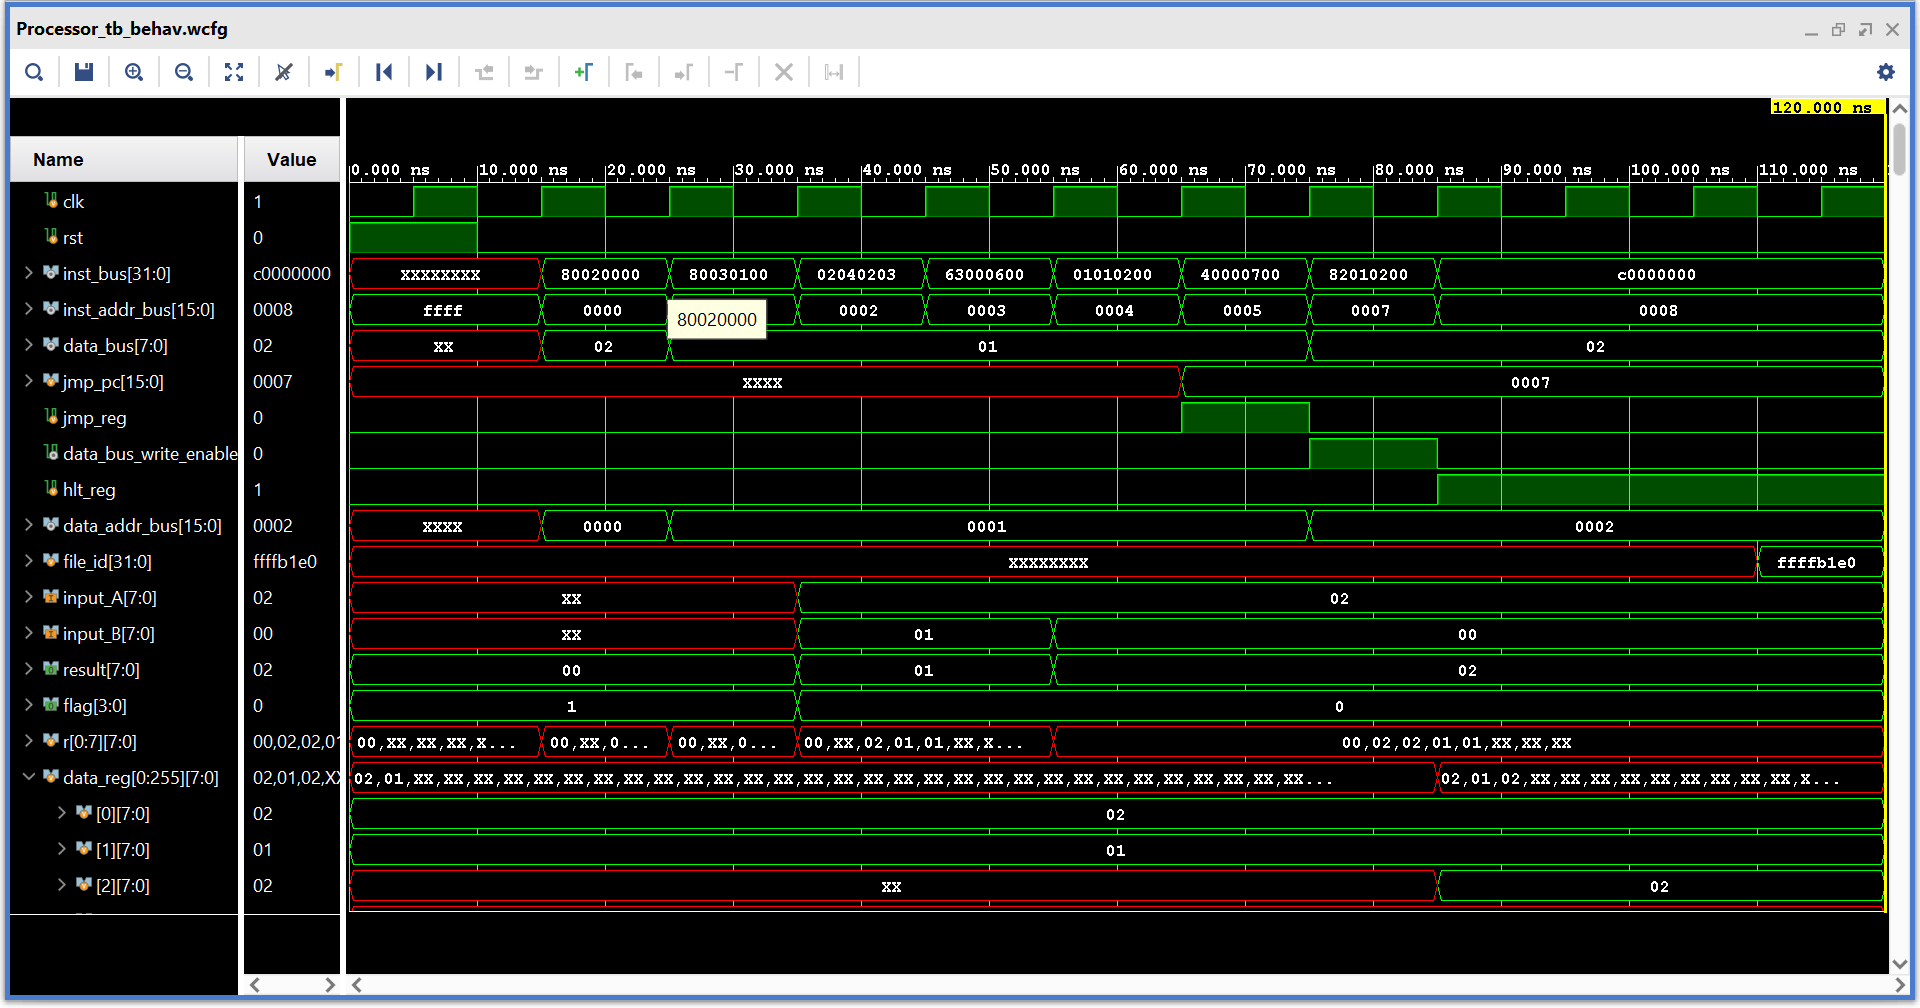 Processor_tb_behav.wcfg
120.000 ns
Name Value 0.000 ns 10.000 ns 20.000 ns 30.000 ns 40.000 ns 50.000 ns 60.000 ns 70.000 ns 80.000 ns 90.000 ns 100.000 ns 110.000 ns
clk 1
rst 0
inst_bus[31:0] c0000000 XXXXXXXX 80020000 80030100 02040203 63000600 01010200 40000700 82010200 c0000000
inst_addr_bus[15:0] 0008 ffff 0000 0002 0003 0004 0005 0007 0008
80020000
data_bus[7:0] 02 XX 02 01 02
jmp_pc[15:0] 0007 XXXX 0007
jmp_reg 0
data_bus_write_enable 0
hlt_reg 1
data_addr_bus[15:0] 0002 XXXX 0000 0001 0002
file_id[31:0] ffffb1e0 XXXXXXXX ffffb1e0
input_A[7:0] 02 XX 02
input_B[7:0] 00 XX 01 00
result[7:0] 02 00 01 02
flag[3:0] 0 1 0
r[0:7][7:0] 00,02,02,01 00,XX,XX,XX,X... 00,XX,0... 00,XX,0... 00,XX,02,01,01,XX,X... 00,02,02,01,01,XX,XX,XX
data_reg[0:255][7:0] 02,01,02,XX 02,01,XX,XX,XX,XX,XX,XX,XX,XX,XX,XX,XX,XX,XX,XX,XX,XX,XX,XX,XX,XX,XX,XX,XX,XX,XX,XX,XX,XX,XX,XX... 02,01,02,XX,XX,XX,XX,XX,XX,XX,XX,XX,X...
[0][7:0] 02 02
[1][7:0] 01 01
[2][7:0] 02 XX 02